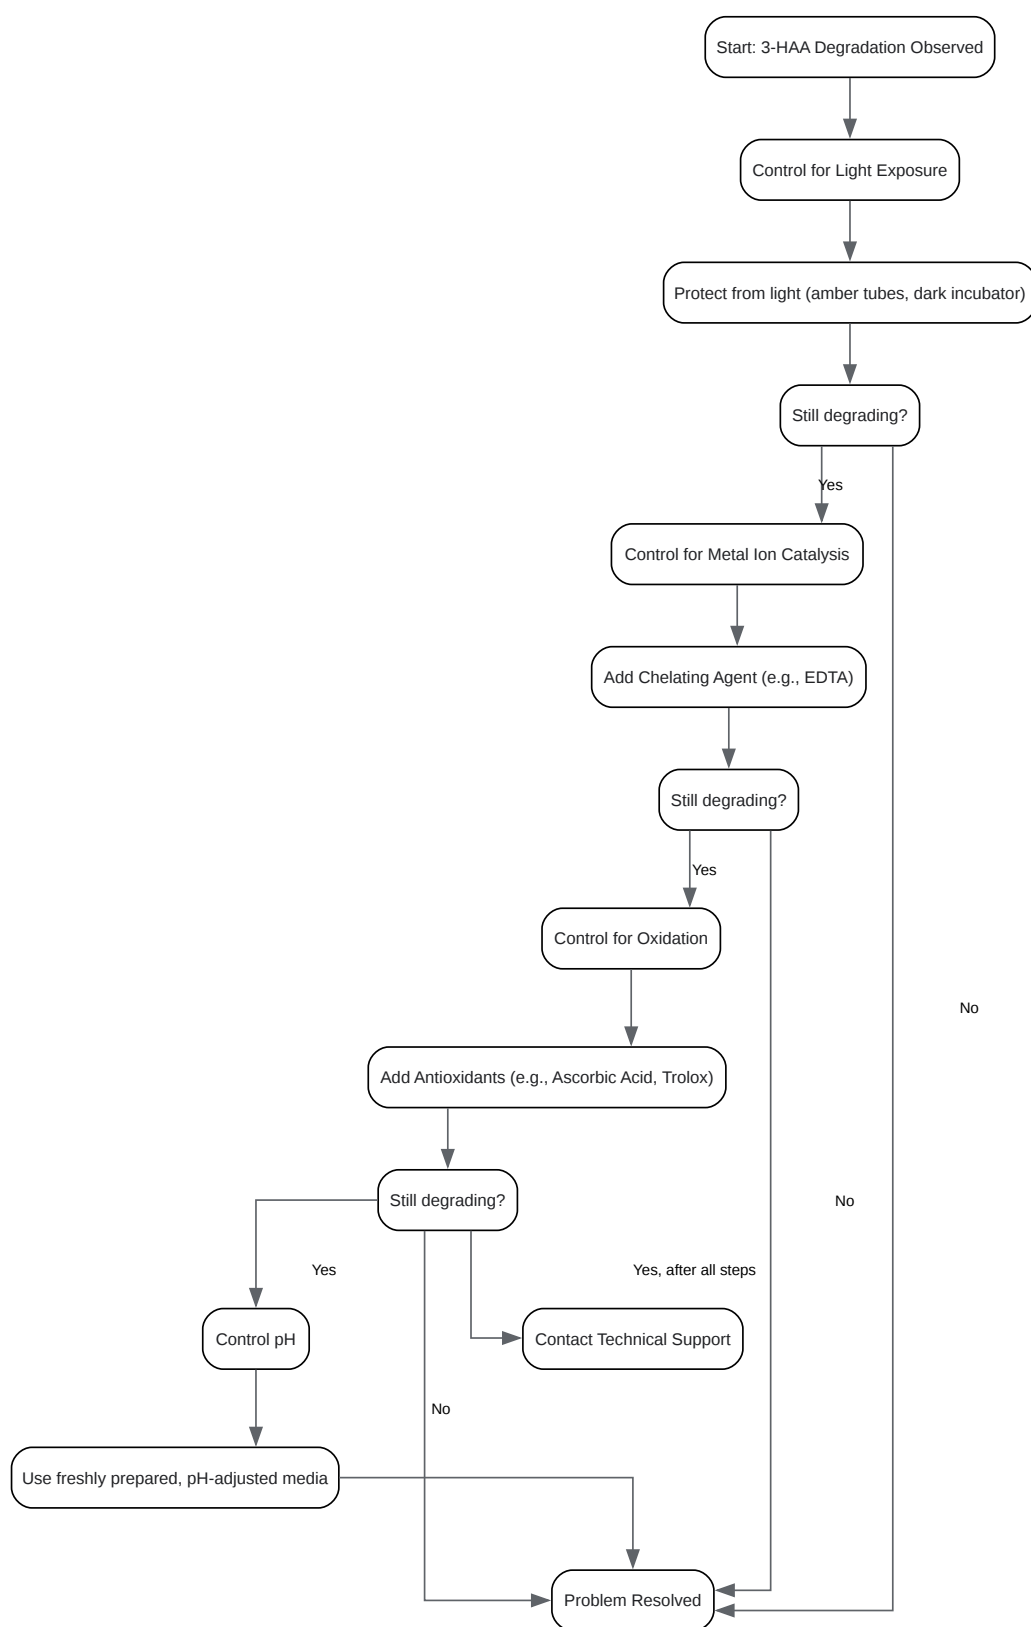 Start: 3-HAA Degradation Observed
Control for Light Exposure
Protect from light (amber tubes, dark incubator)
Still degrading?
Yes
Control for Metal Ion Catalysis
Add Chelating Agent (e.g., EDTA)
Still degrading?
Yes
Control for Oxidation
No
Add Antioxidants (e.g., Ascorbic Acid, Trolox)
Still degrading?
No
Yes
Yes, after all steps
Control pH
Contact Technical Support
No
Use freshly prepared, pH-adjusted media
Problem Resolved